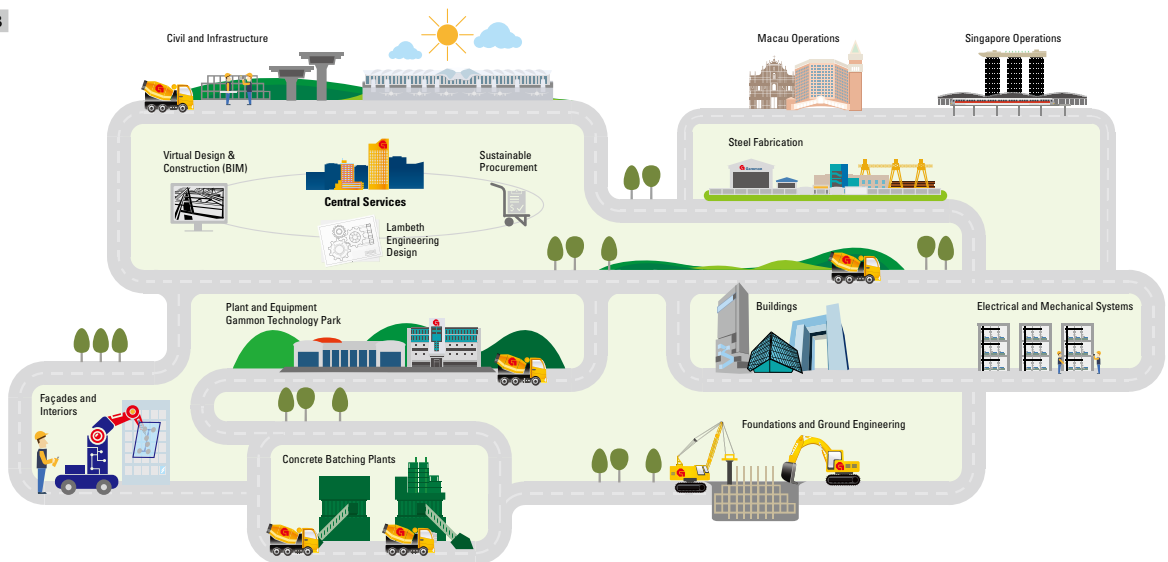 Civil and Infrastructure
Macau Operations
Singapore Operations
Virtual Design &
Construction (BIM)
Sustainable
Procurement
Steel Fabrication
Gammon
Central Services
Lambeth
Engineering
Design
Plant and Equipment
Gammon Technology Park
Buildings
Electrical and Mechanical Systems
Façades and
Interiors
Foundations and Ground Engineering
Concrete Batching Plants